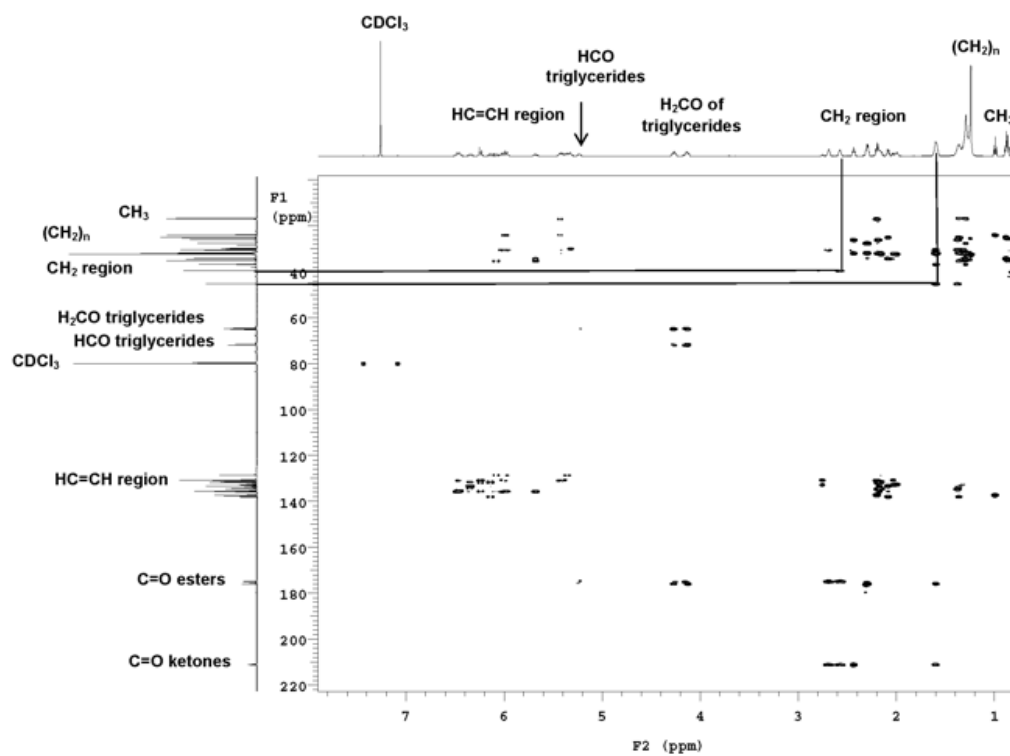 CDCl₃
(CH₂)ₙ
HCO
triglycerides
HC=CH region
H₂CO of
triglycerides
CH₂ region
CH₃
F1
(ppm)
CH₃
(CH₂)ₙ
CH₂ region
40
H₂CO triglycerides
60
HCO triglycerides
CDCl₃
80
100
120
HC=CH region
140
160
C=O esters
180
200
C=O ketones
220
7 6 5 4 3 2 1
F2 (ppm)